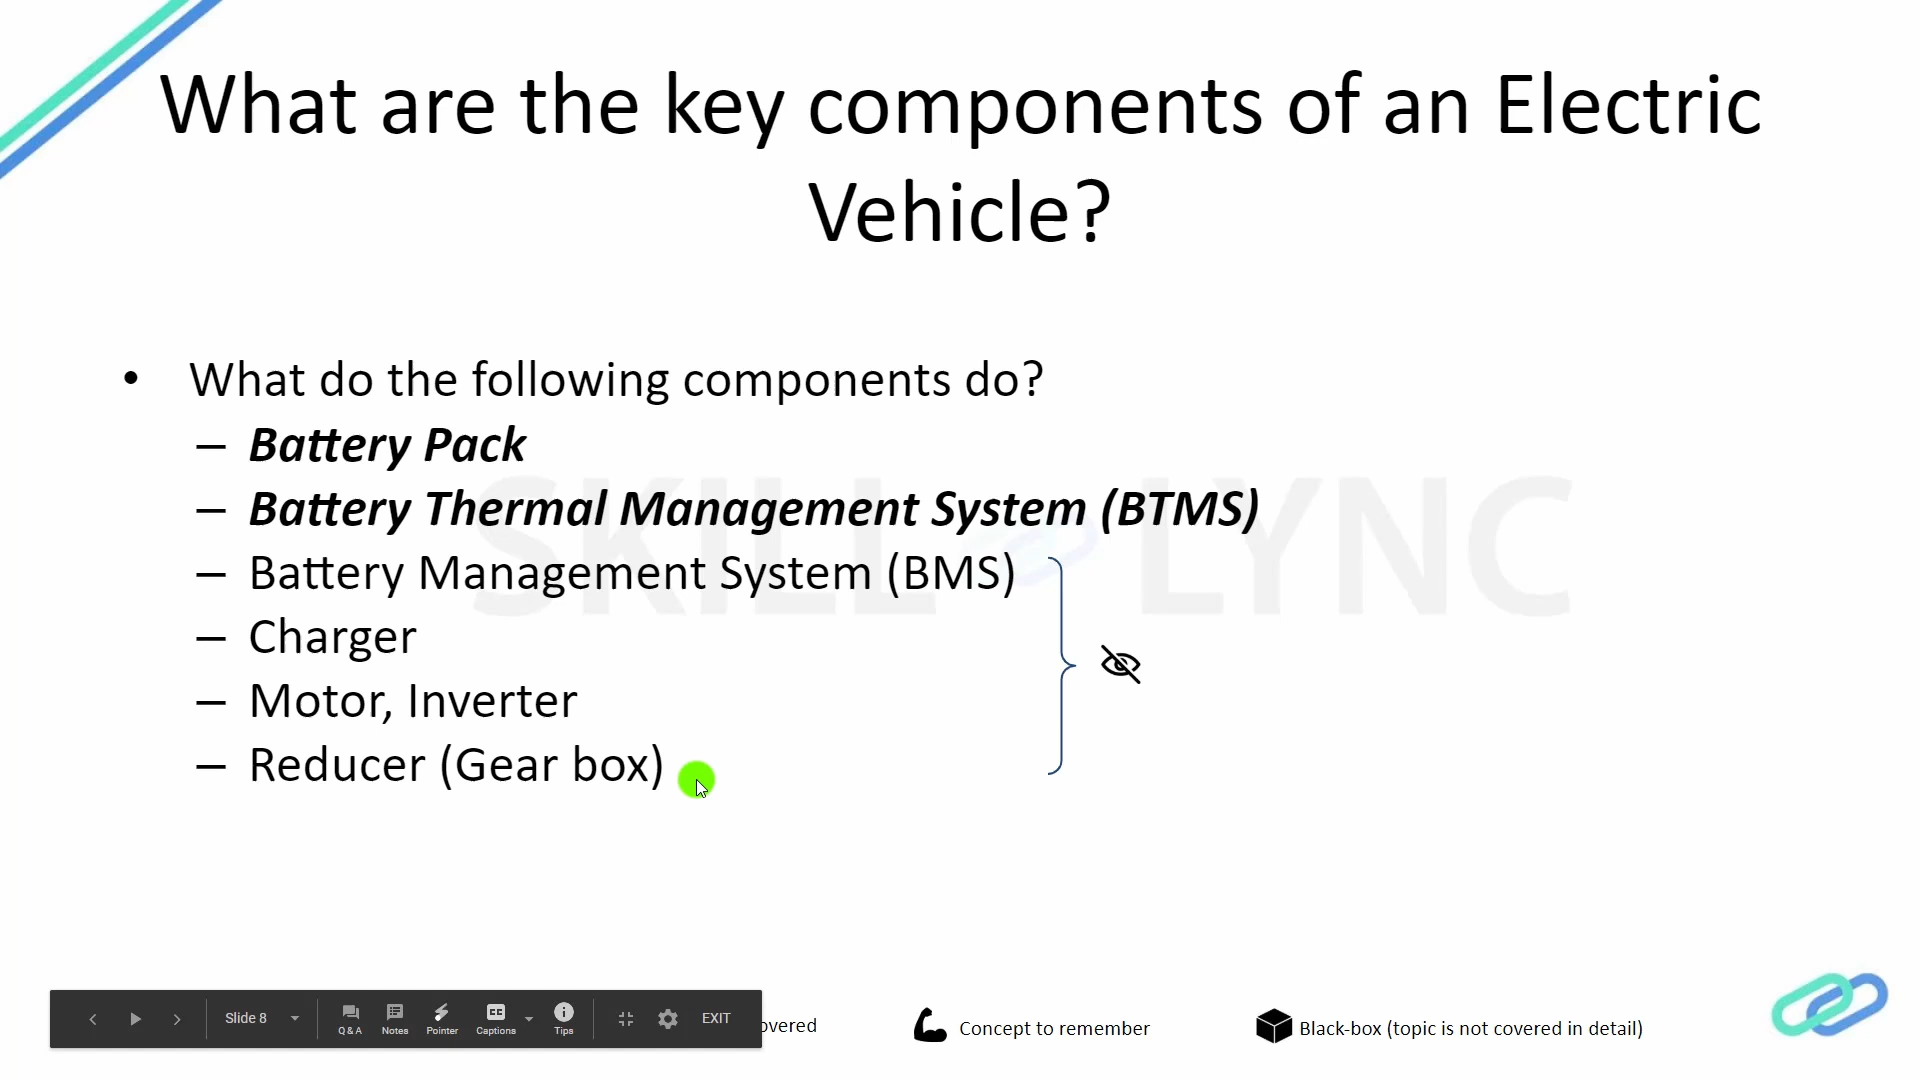 What are the key components of an Electric
Vehicle?
• What do the following components do?
– Battery Pack
– Battery Thermal Management System (BTMS)
– Battery Management System (BMS)
– Charger
– Motor, Inverter
– Reducer (Gear box)
SKILL LYNC
Slide 8
Q & A
Notes
Pointer
Captions
Tips
EXIT
Concept to remember
Black-box (topic is not covered in detail)